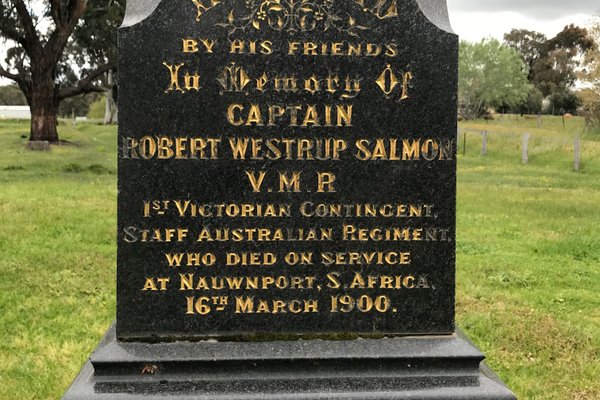 BY HIS FRIENDS
In Memory Of
CAPTAIN
ROBERT WESTRUP SALMON
V.M.R
1ST VICTORIAN CONTINGENT,
STAFF AUSTRALIAN REGIMENT,
WHO DIED ON SERVICE
AT NAUWNPORT, S. AFRICA,
16TH MARCH 1900.